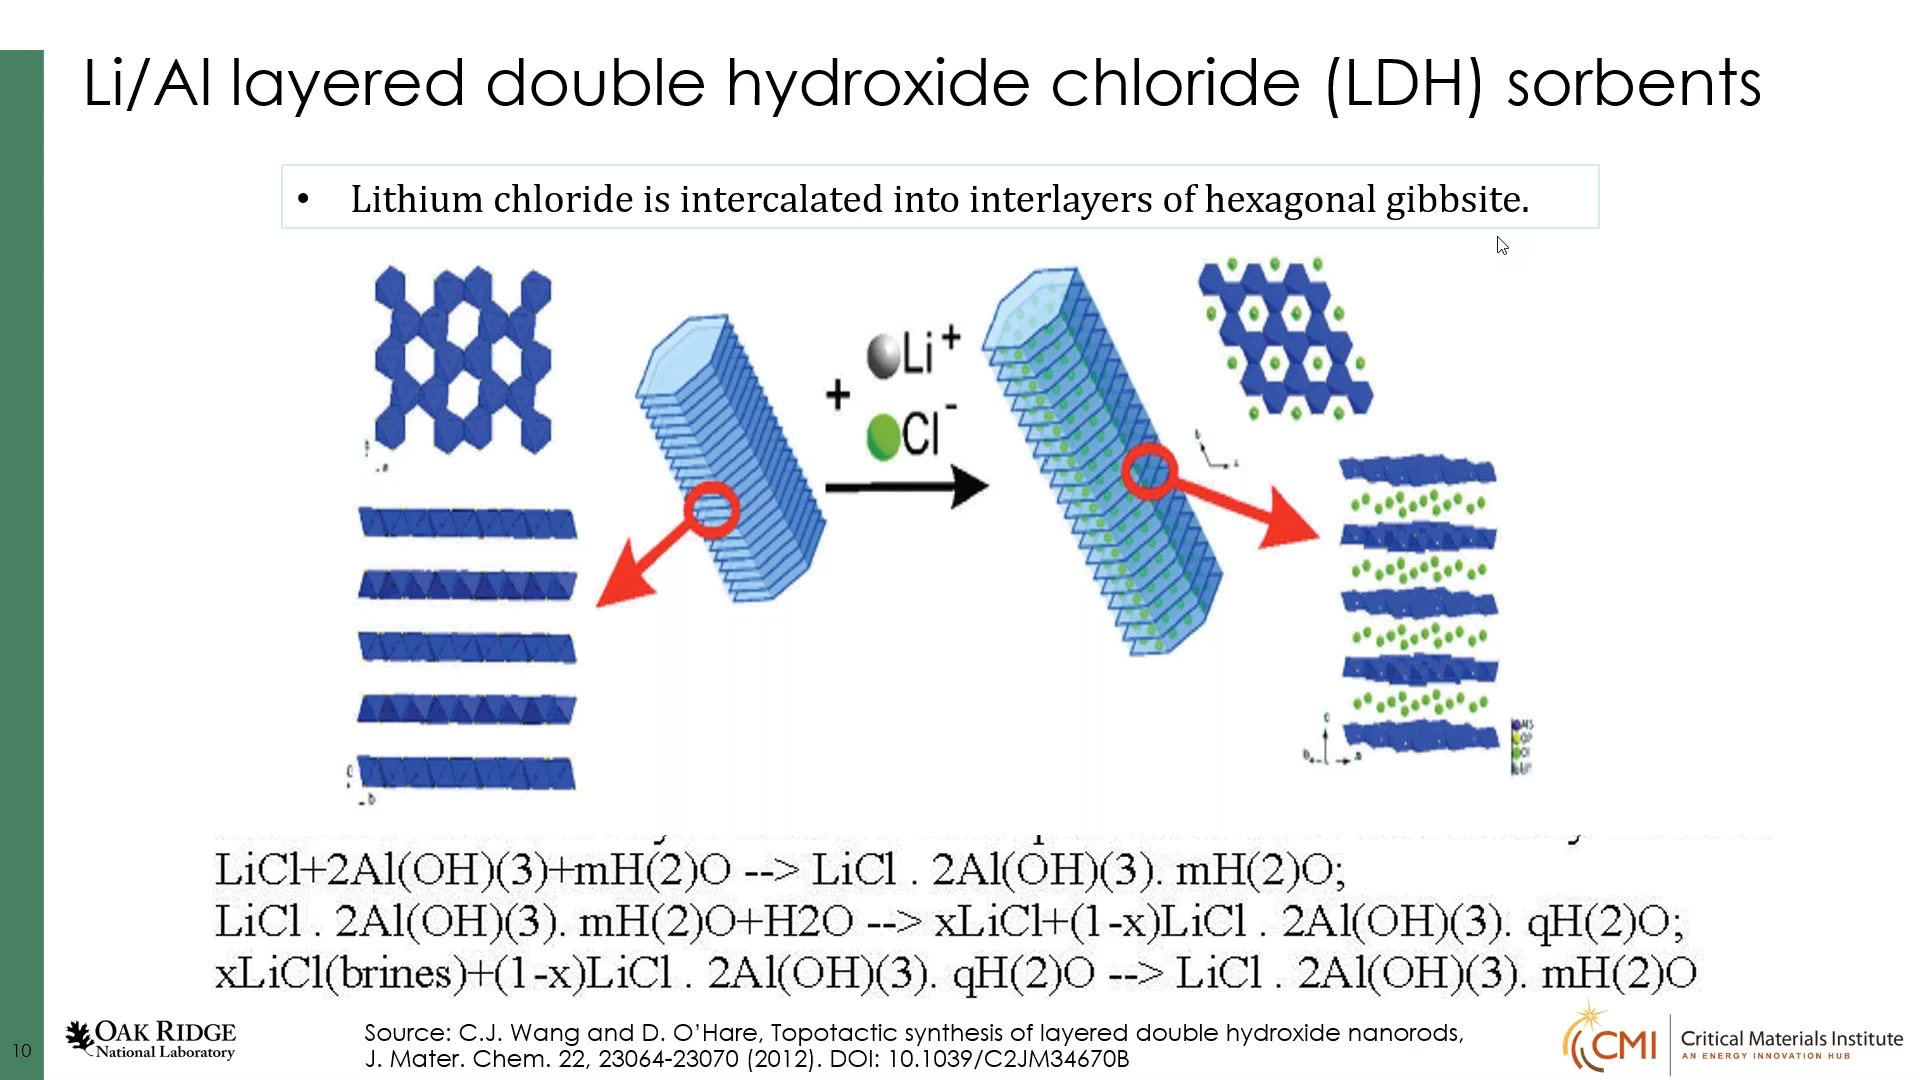 Li/Al layered double hydroxide chloride (LDH) sorbents
• Lithium chloride is intercalated into interlayers of hexagonal gibbsite.
+
Li+
Cl-
LiCl+2Al(OH)(3)+mH(2)O --> LiCl . 2Al(OH)(3). mH(2)O;
LiCl . 2Al(OH)(3). mH(2)O+H2O --> xLiCl+(1-x)LiCl . 2Al(OH)(3). qH(2)O;
xLiCl(brines)+(1-x)LiCl . 2Al(OH)(3). qH(2)O --> LiCl . 2Al(OH)(3). mH(2)O
10
OAK RIDGE
National Laboratory
Source: C.J. Wang and D. O’Hare, Topotactic synthesis of layered double hydroxide nanorods,
J. Mater. Chem. 22, 23064-23070 (2012). DOI: 10.1039/C2JM34670B
CMI
Critical Materials Institute
AN ENERGY INNOVATION HUB